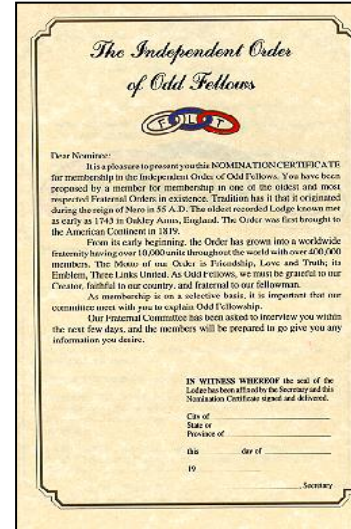 The Independent Order
of Odd Fellows
F L T
Dear Nominee:
It is a pleasure to present you this NOMINATION CERTIFICATE
for membership in the Independent Order of Odd Fellows. You have been
proposed by a member for membership in one of the oldest and most
respected Fraternal Orders in existence. Tradition has it that it originated
during the reign of Nero in 55 A.D. The oldest recorded Lodge known met
as early as 1743 in Oakley Arms, England. The Order was first brought to
the American Continent in 1819.
From its early beginning, the Order has grown into a worldwide
fraternity having over 10,000 units throughout the world with over 400,000
members. The Motto of our Order is Friendship, Love and Truth; its
Emblem, Three Links United. As Odd Fellows, we must be grateful to our
Creator, faithful to our country, and fraternal to our fellowman.
As membership is on a selective basis, it is important that our
committee meet with you to explain Odd Fellowship.
Our Fraternal Committee has been asked to interview you within
the next few days, and the members will be prepared to go give you any
information you desire.
IN WITNESS WHEREOF the seal of the
Lodge has been affixed by the Secretary and this
Nomination Certificate signed and delivered.
City of
State or
Province of
this day of
19
, Secretary